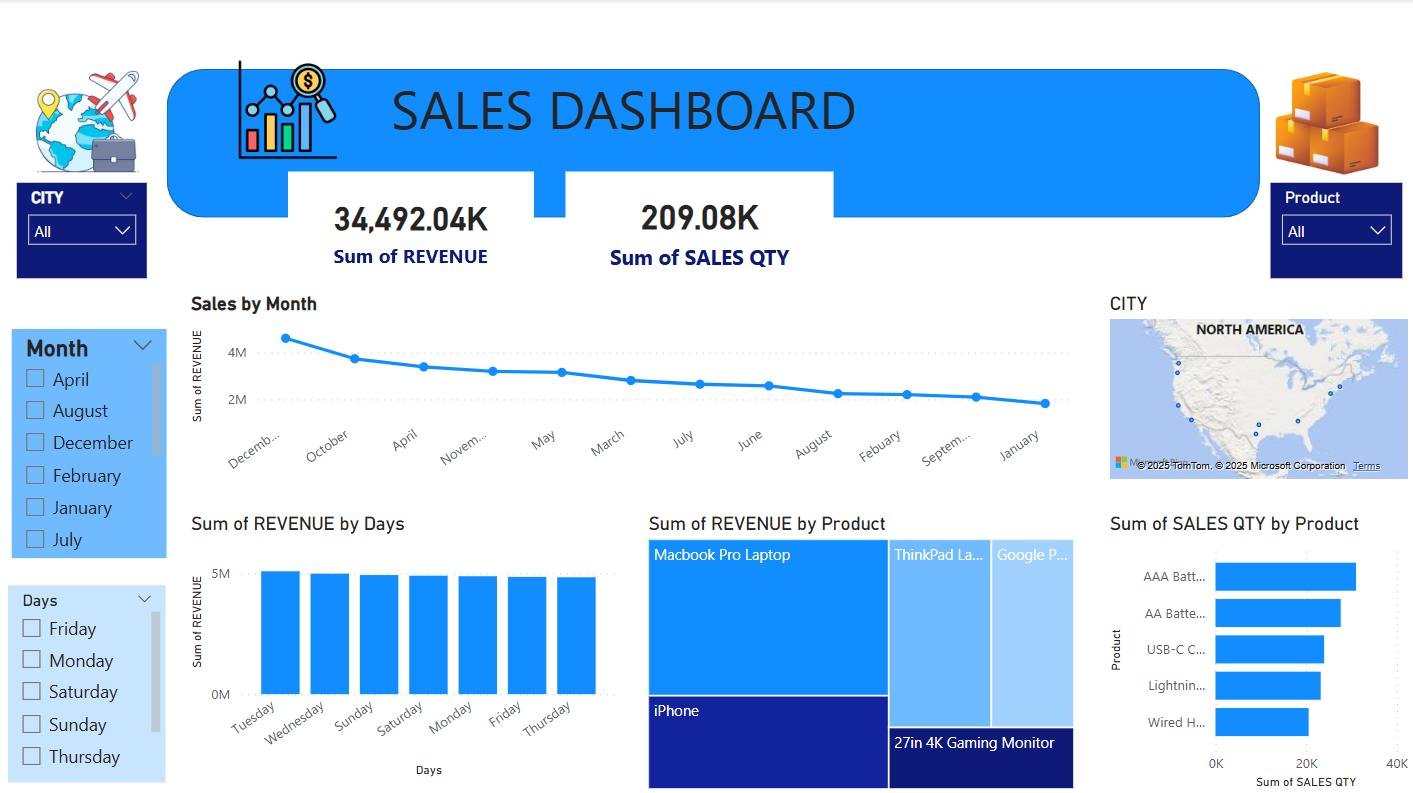 SALES DASHBOARD
CITY
All
34,492.04K
Sum of REVENUE
209.08K
Sum of SALES QTY
Product
All
Month
April
August
December
February
January
July
Days
Friday
Monday
Saturday
Sunday
Thursday
Sales by Month
Sum of REVENUE
4M
2M
Decemb...
October
April
Novem...
May
March
July
June
August
Febuary
Septem...
January
CITY
NORTH AMERICA
© 2025 TomTom, © 2025 Microsoft Corporation Terms
Sum of REVENUE by Days
Sum of REVENUE
5M
0M
Tuesday
Wednesday
Sunday
Saturday
Monday
Friday
Thursday
Days
Sum of REVENUE by Product
Macbook Pro Laptop
iPhone
ThinkPad La...
Google P...
27in 4K Gaming Monitor
Sum of SALES QTY by Product
Product
AAA Batt...
AA Batte...
USB-C C...
Lightnin...
Wired H...
0K
20K
40K
Sum of SALES QTY